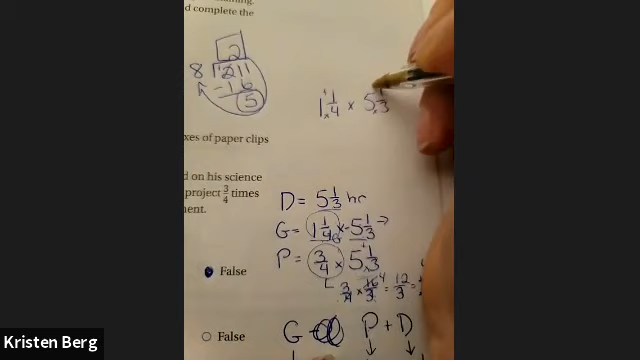 d complete the
2
8 1211
- 16
5
1 1/4 × 5 1/3
xes of paper clips
d on his science
project 3/4 times
ment.
D = 5 1/3 hr
G = 1 1/4 × 5 1/3 →
P = 3/4 × 5 1/3
3/4 × 16/3 = 12/3 =
False
False
G P + D
Kristen Berg